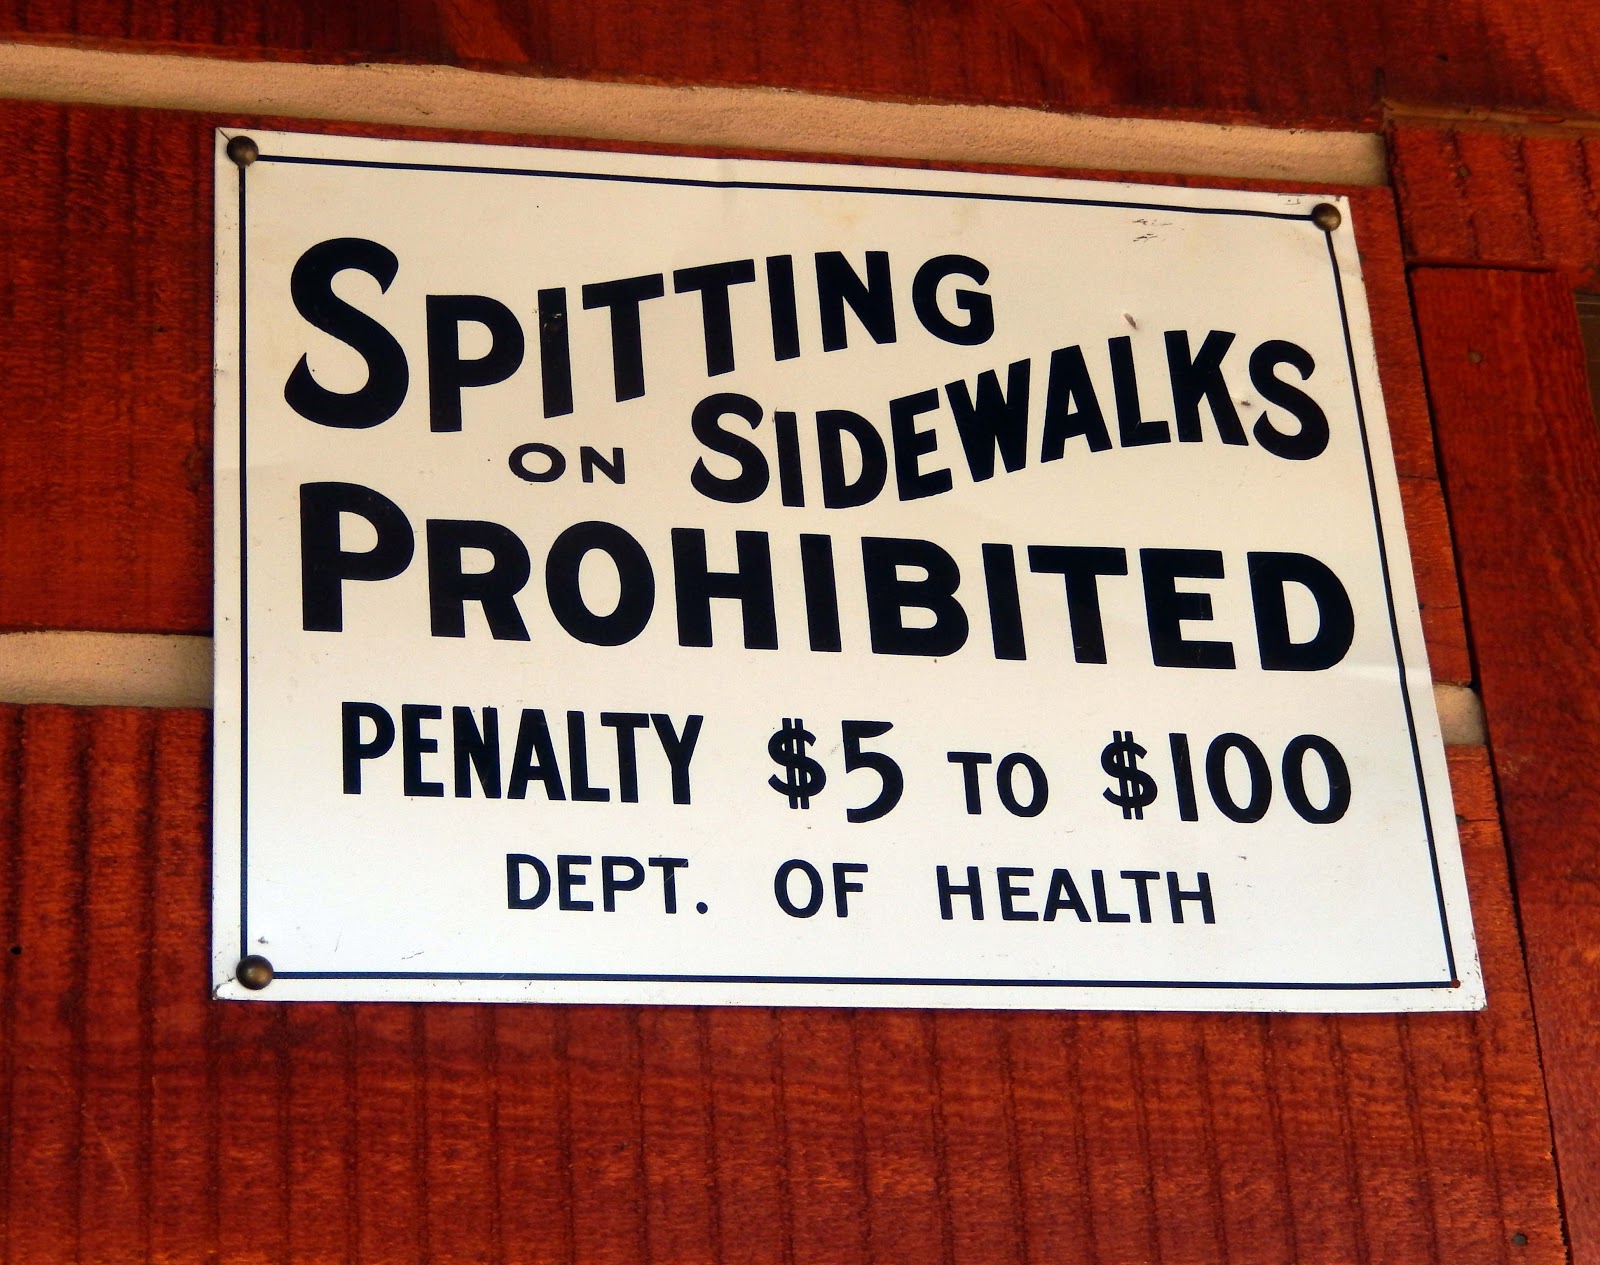 SPITTING
ON SIDEWALKS
PROHIBITED
PENALTY $5 TO $100
DEPT. OF HEALTH